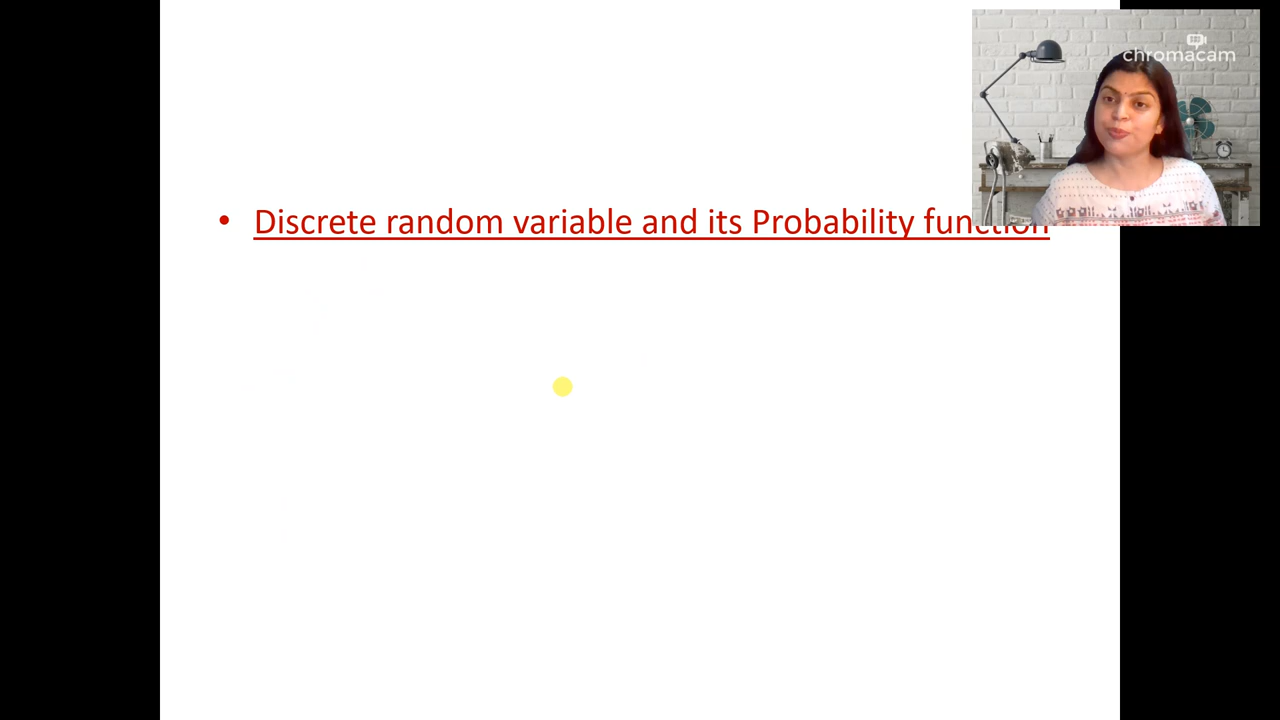 chromacam
• Discrete random variable and its Probability function